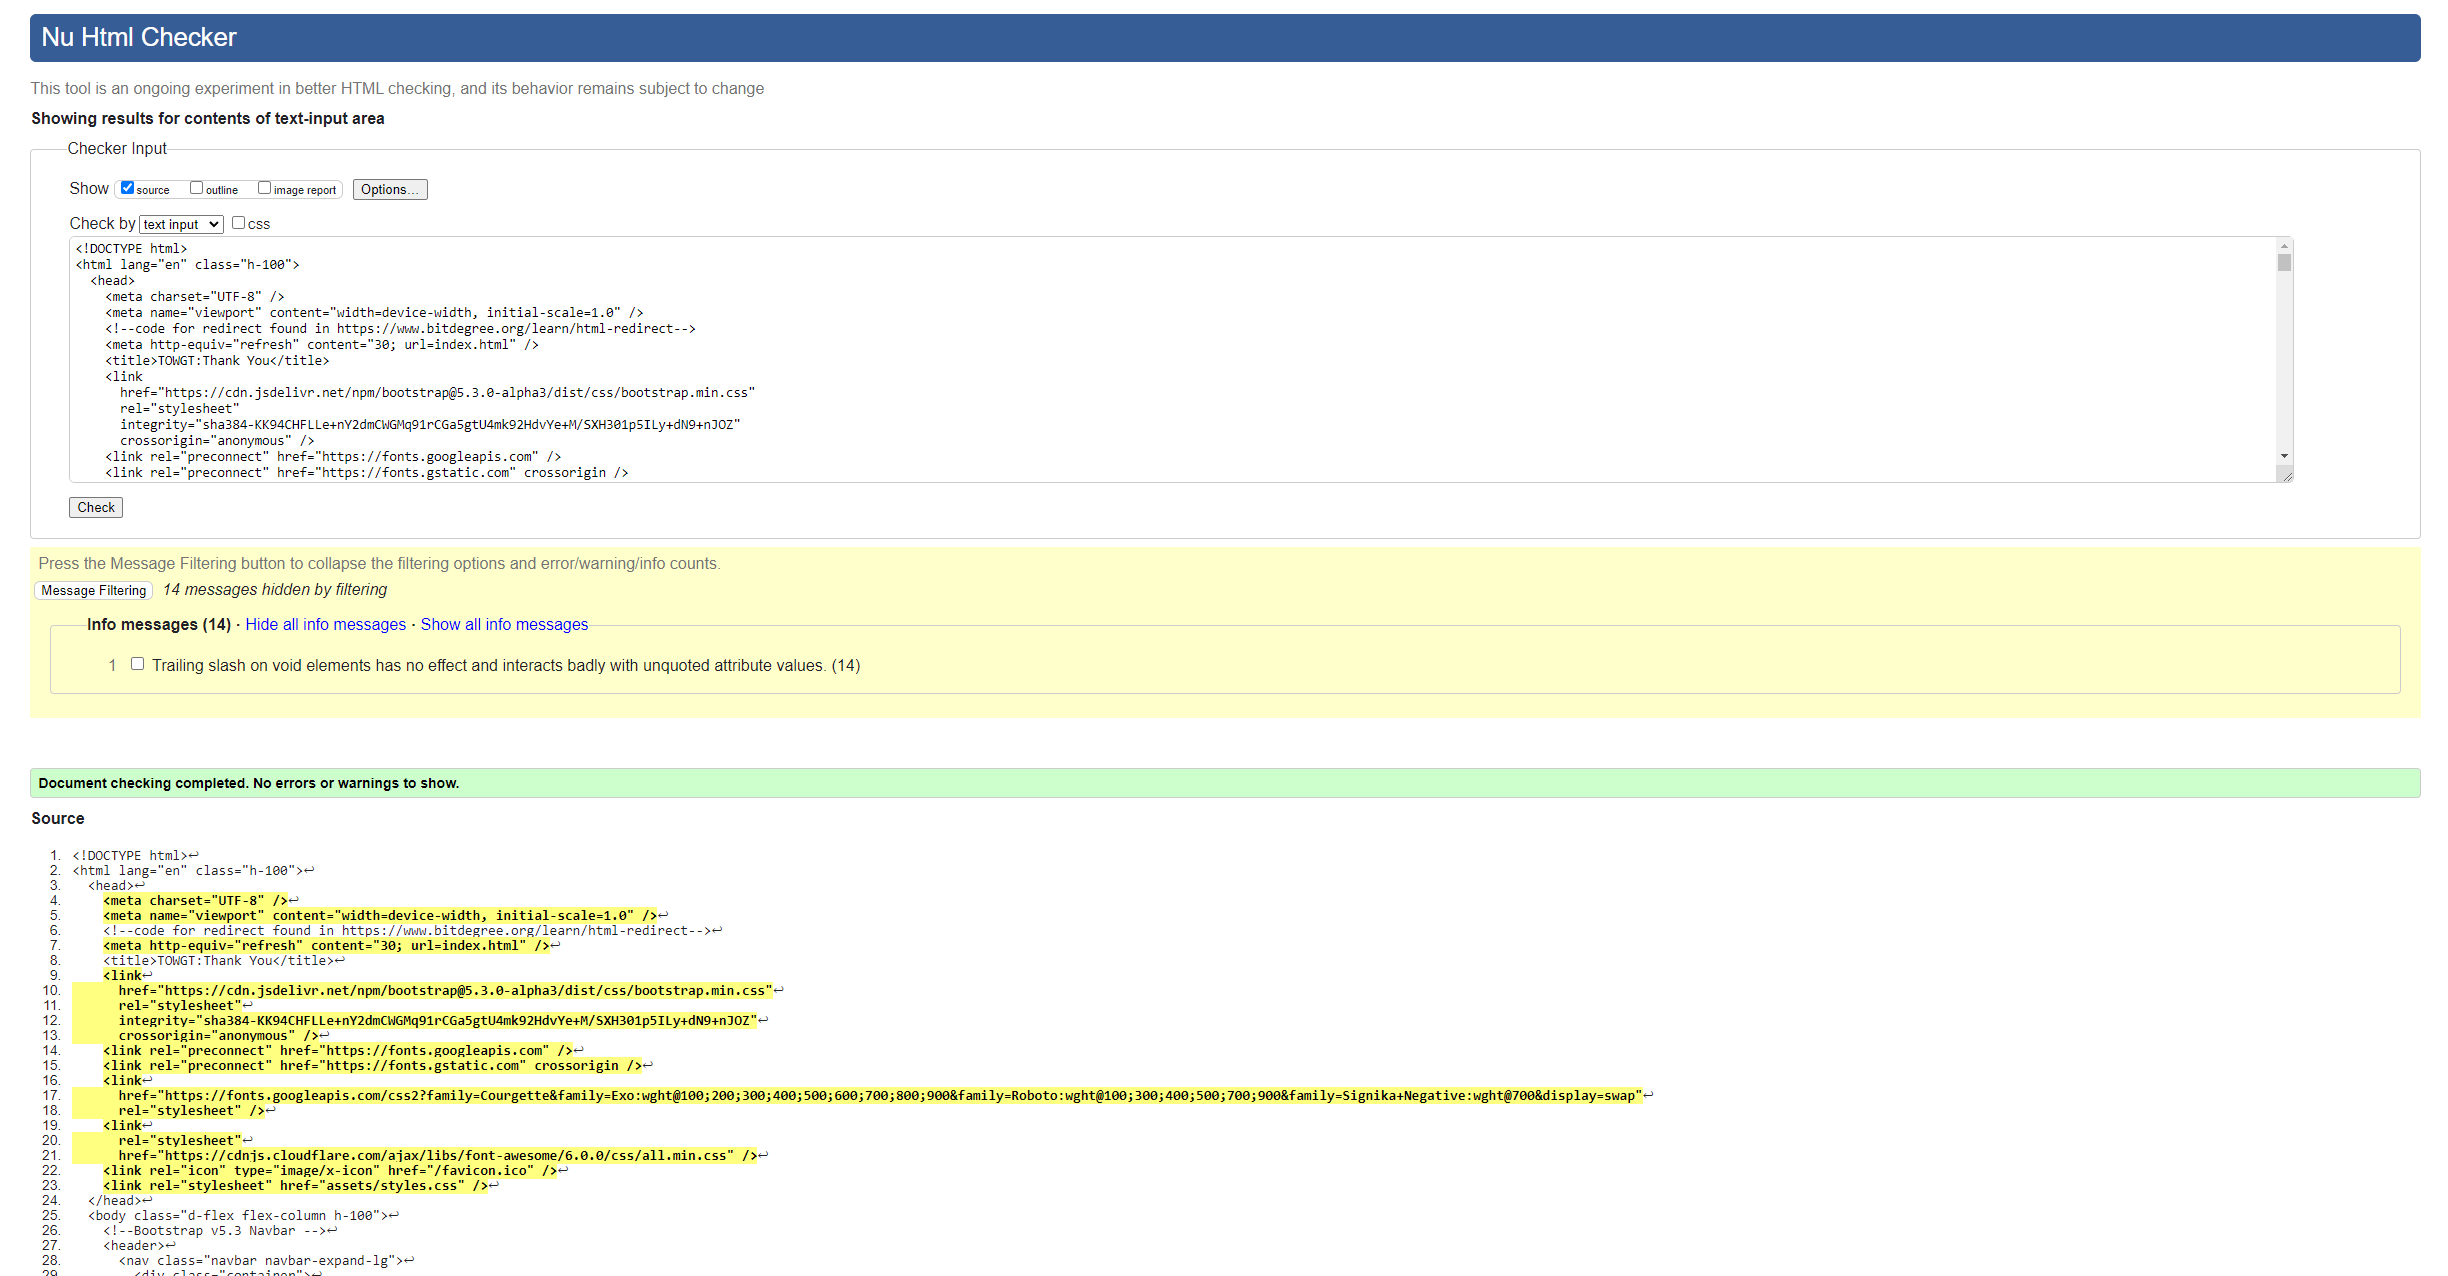 Nu Html Checker
This tool is an ongoing experiment in better HTML checking, and its behavior remains subject to change
Showing results for contents of text-input area
Checker Input
Show source outline image report Options...
Check by text input css
<!DOCTYPE html>
<html lang="en" class="h-100">
  <head>
    <meta charset="UTF-8" />
    <meta name="viewport" content="width=device-width, initial-scale=1.0" />
    <!--code for redirect found in https://www.bitdegree.org/learn/html-redirect-->
    <meta http-equiv="refresh" content="30; url=index.html" />
    <title>TOWGT:Thank You</title>
    <link
      href="https://cdn.jsdelivr.net/npm/bootstrap@5.3.0-alpha3/dist/css/bootstrap.min.css"
      rel="stylesheet"
      integrity="sha384-KK94CHFLLe+nY2dmCWGMq91rCGa5gtU4mk92HdvYe+M/SXH301p5ILy+dN9+nJOZ"
      crossorigin="anonymous" />
    <link rel="preconnect" href="https://fonts.googleapis.com" />
    <link rel="preconnect" href="https://fonts.gstatic.com" crossorigin />
Check
Press the Message Filtering button to collapse the filtering options and error/warning/info counts.
Message Filtering 14 messages hidden by filtering
Info messages (14) · Hide all info messages · Show all info messages
1 Trailing slash on void elements has no effect and interacts badly with unquoted attribute values. (14)
Document checking completed. No errors or warnings to show.
Source
1. <!DOCTYPE html>↩
2. <html lang="en" class="h-100">↩
3.   <head>↩
4.     <meta charset="UTF-8" />↩
5.     <meta name="viewport" content="width=device-width, initial-scale=1.0" />↩
6.     <!--code for redirect found in https://www.bitdegree.org/learn/html-redirect-->↩
7.     <meta http-equiv="refresh" content="30; url=index.html" />↩
8.     <title>TOWGT:Thank You</title>↩
9.     <link↩
10.       href="https://cdn.jsdelivr.net/npm/bootstrap@5.3.0-alpha3/dist/css/bootstrap.min.css"↩
11.       rel="stylesheet"↩
12.       integrity="sha384-KK94CHFLLe+nY2dmCWGMq91rCGa5gtU4mk92HdvYe+M/SXH301p5ILy+dN9+nJOZ"↩
13.       crossorigin="anonymous" />↩
14.     <link rel="preconnect" href="https://fonts.googleapis.com" />↩
15.     <link rel="preconnect" href="https://fonts.gstatic.com" crossorigin />↩
16.     <link↩
17.       href="https://fonts.googleapis.com/css2?family=Courgette&family=Exo:wght@100;200;300;400;500;600;700;800;900&family=Roboto:wght@100;300;400;500;700;900&family=Signika+Negative:wght@700&display=swap"↩
18.       rel="stylesheet" />↩
19.     <link↩
20.       rel="stylesheet"↩
21.       href="https://cdnjs.cloudflare.com/ajax/libs/font-awesome/6.0.0/css/all.min.css" />↩
22.     <link rel="icon" type="image/x-icon" href="/favicon.ico" />↩
23.     <link rel="stylesheet" href="assets/styles.css" />↩
24.   </head>↩
25.   <body class="d-flex flex-column h-100">↩
26.     <!--Bootstrap v5.3 Navbar -->↩
27.     <header>↩
28.       <nav class="navbar navbar-expand-lg">↩
29.         <div class="container">↩